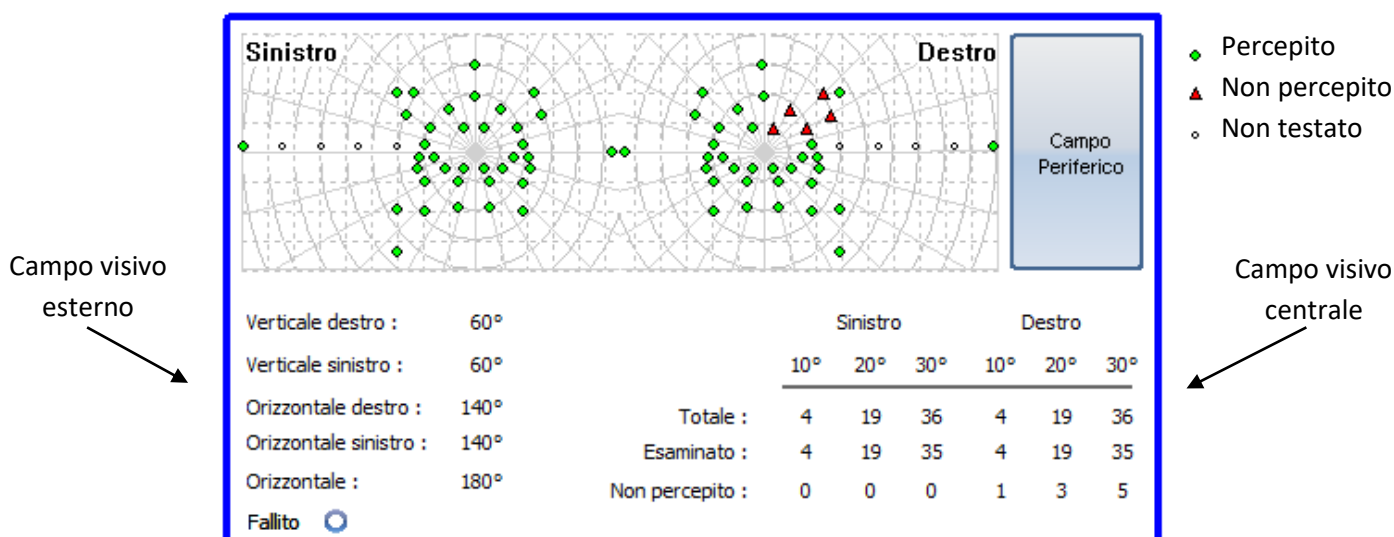 Sinistro
Destro
Campo
Periferico
Percepito
Non percepito
Non testato
Campo visivo
esterno
Campo visivo
centrale
Verticale destro : 60°
Verticale sinistro : 60°
Orizzontale destro : 140°
Orizzontale sinistro : 140°
Orizzontale : 180°
Fallito
Sinistro Destro
10° 20° 30° 10° 20° 30°
Totale : 4 19 36 4 19 36
Esaminato : 4 19 35 4 19 35
Non percepito : 0 0 0 1 3 5